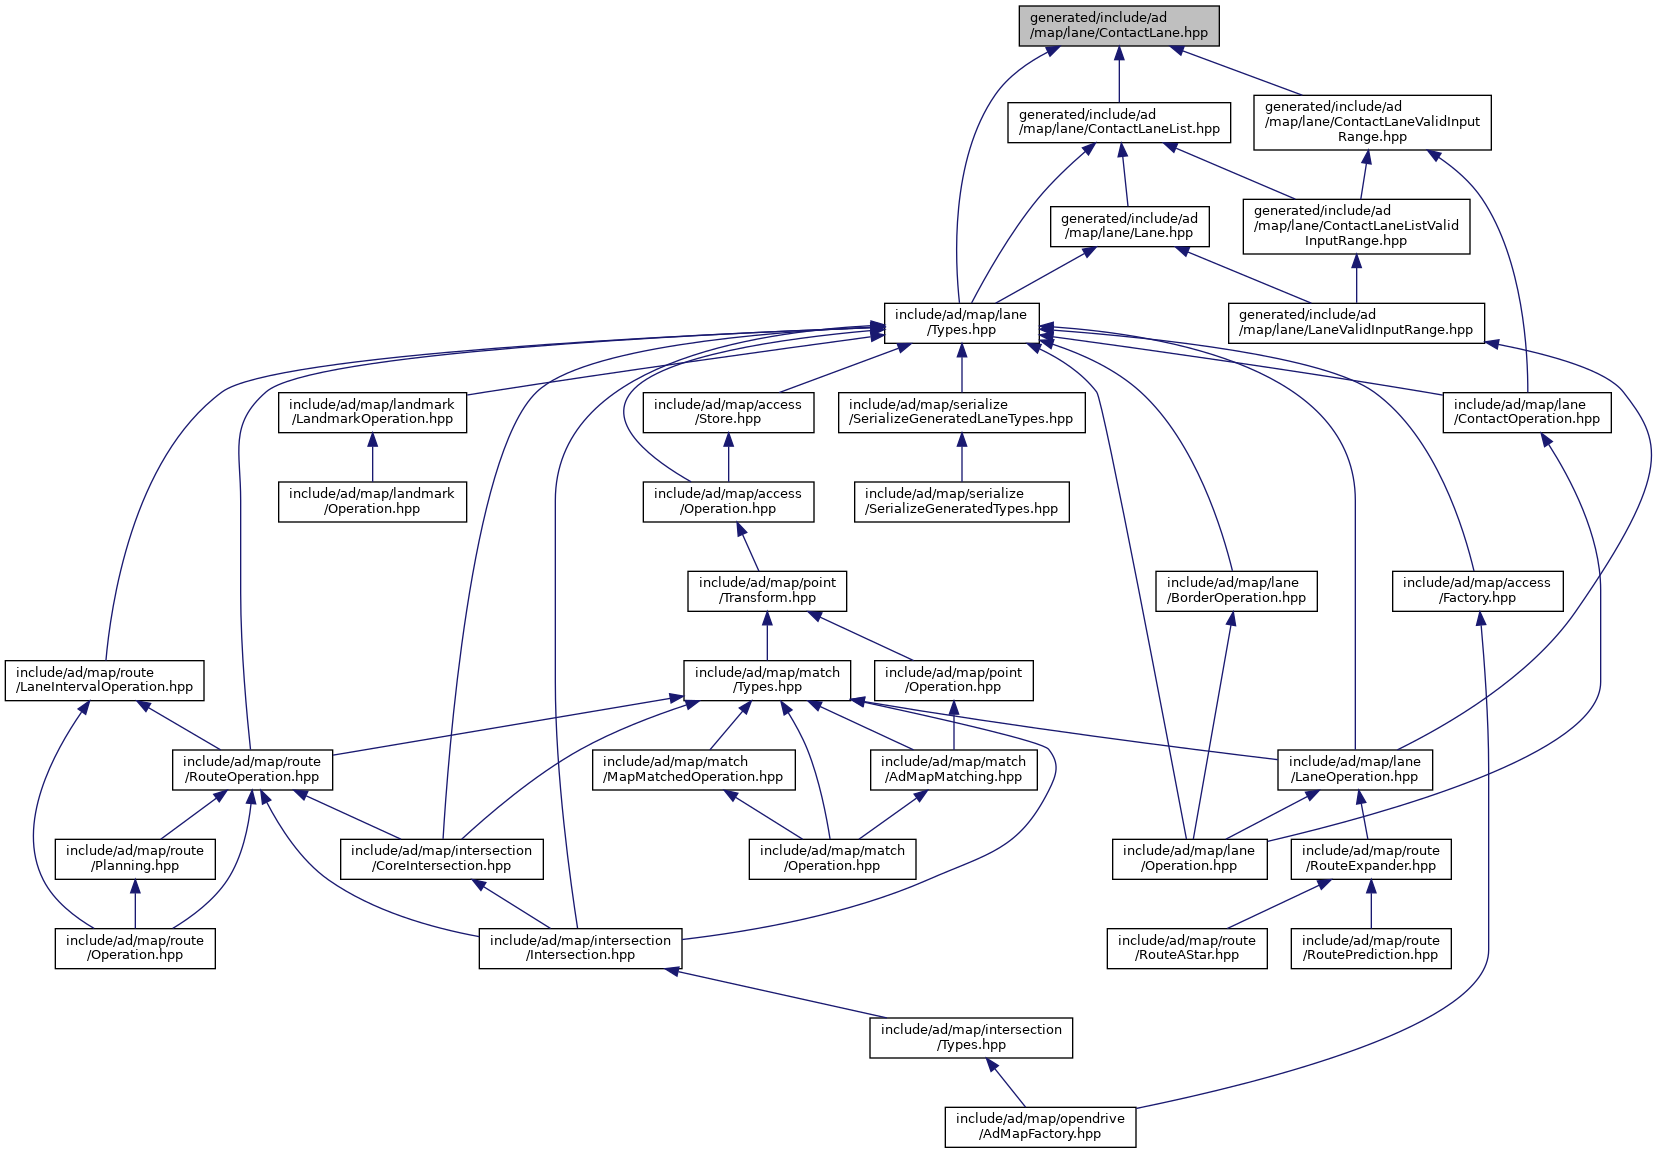 generated/include/ad
/map/lane/ContactLane.hpp
generated/include/ad
/map/lane/ContactLaneList.hpp
generated/include/ad
/map/lane/ContactLaneValidInput
Range.hpp
generated/include/ad
/map/lane/Lane.hpp
generated/include/ad
/map/lane/ContactLaneListValid
InputRange.hpp
include/ad/map/lane
/Types.hpp
generated/include/ad
/map/lane/LaneValidInputRange.hpp
include/ad/map/landmark
/LandmarkOperation.hpp
include/ad/map/access
/Store.hpp
include/ad/map/serialize
/SerializeGeneratedLaneTypes.hpp
include/ad/map/lane
/ContactOperation.hpp
include/ad/map/landmark
/Operation.hpp
include/ad/map/access
/Operation.hpp
include/ad/map/serialize
/SerializeGeneratedTypes.hpp
include/ad/map/point
/Transform.hpp
include/ad/map/lane
/BorderOperation.hpp
include/ad/map/access
/Factory.hpp
include/ad/map/route
/LaneIntervalOperation.hpp
include/ad/map/match
/Types.hpp
include/ad/map/point
/Operation.hpp
include/ad/map/route
/RouteOperation.hpp
include/ad/map/match
/MapMatchedOperation.hpp
include/ad/map/match
/AdMapMatching.hpp
include/ad/map/lane
/LaneOperation.hpp
include/ad/map/route
/Planning.hpp
include/ad/map/intersection
/CoreIntersection.hpp
include/ad/map/match
/Operation.hpp
include/ad/map/lane
/Operation.hpp
include/ad/map/route
/RouteExpander.hpp
include/ad/map/route
/Operation.hpp
include/ad/map/intersection
/Intersection.hpp
include/ad/map/route
/RouteAStar.hpp
include/ad/map/route
/RoutePrediction.hpp
include/ad/map/intersection
/Types.hpp
include/ad/map/opendrive
/AdMapFactory.hpp